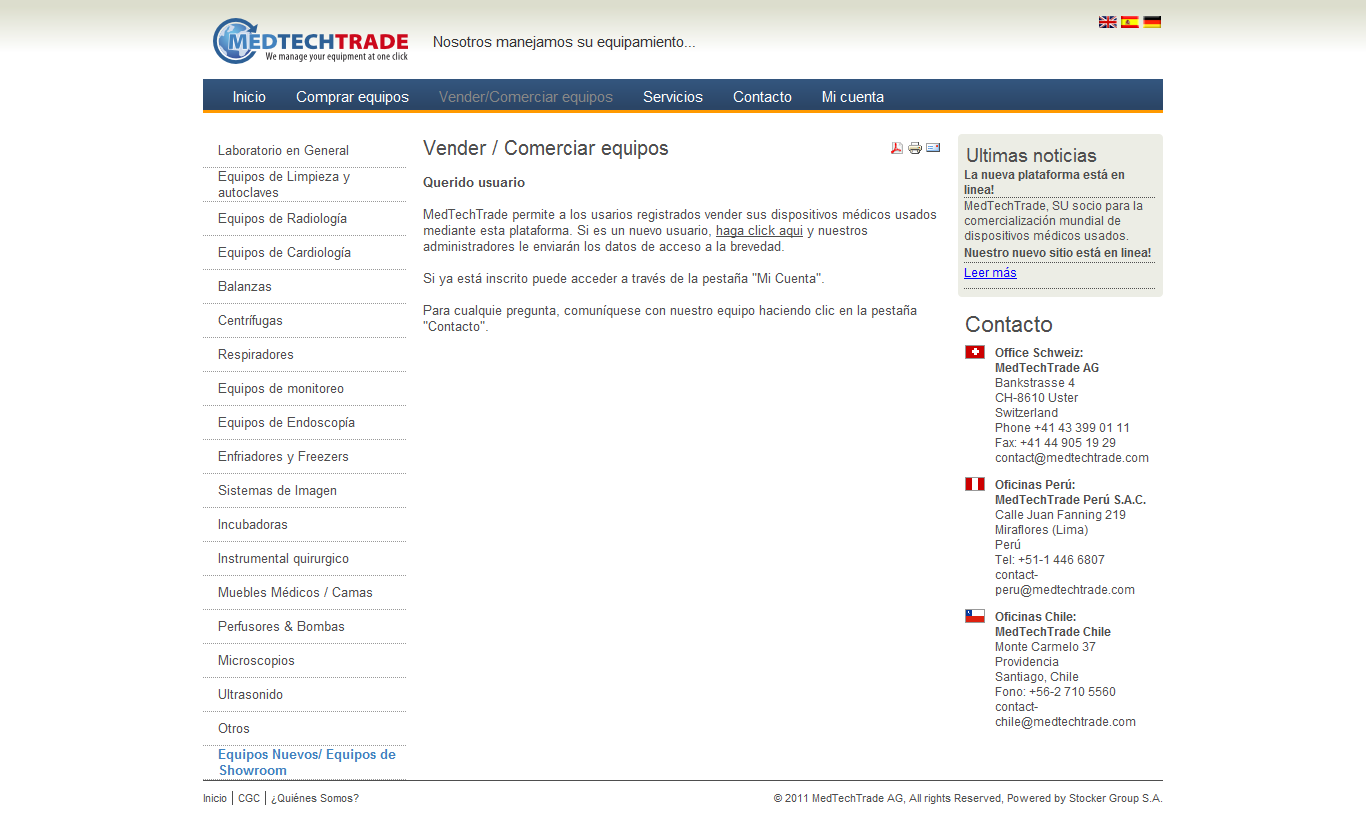 MEDTECHTRADE
We manage your equipment at one click
Nosotros manejamos su equipamiento...
Inicio
Comprar equipos
Vender/Comerciar equipos
Servicios
Contacto
Mi cuenta
Laboratorio en General
Equipos de Limpieza y
autoclaves
Equipos de Radiología
Equipos de Cardiología
Balanzas
Centrífugas
Respiradores
Equipos de monitoreo
Equipos de Endoscopía
Enfriadores y Freezers
Sistemas de Imagen
Incubadoras
Instrumental quirurgico
Muebles Médicos / Camas
Perfusores & Bombas
Microscopios
Ultrasonido
Otros
Equipos Nuevos/ Equipos de
Showroom
Vender / Comerciar equipos
Querido usuario
MedTechTrade permite a los usarios registrados vender sus dispositivos médicos usados
mediante esta plataforma. Si es un nuevo usuario, haga click aqui y nuestros
administradores le enviarán los datos de acceso a la brevedad.
Si ya está inscrito puede acceder a través de la pestaña "Mi Cuenta".
Para cualquie pregunta, comuníquese con nuestro equipo haciendo clic en la pestaña
"Contacto".
Ultimas noticias
La nueva plataforma está en
linea!
MedTechTrade, SU socio para la
comercialización mundial de
dispositivos médicos usados.
Nuestro nuevo sitio está en linea!
Leer más
Contacto
Office Schweiz:
MedTechTrade AG
Bankstrasse 4
CH-8610 Uster
Switzerland
Phone +41 43 399 01 11
Fax: +41 44 905 19 29
contact@medtechtrade.com
Oficinas Perú:
MedTechTrade Perú S.A.C.
Calle Juan Fanning 219
Miraflores (Lima)
Perú
Tel: +51-1 446 6807
contact-
peru@medtechtrade.com
Oficinas Chile:
MedTechTrade Chile
Monte Carmelo 37
Providencia
Santiago, Chile
Fono: +56-2 710 5560
contact-
chile@medtechtrade.com
Inicio | CGC | ¿Quiénes Somos?
© 2011 MedTechTrade AG, All rights Reserved, Powered by Stocker Group S.A.